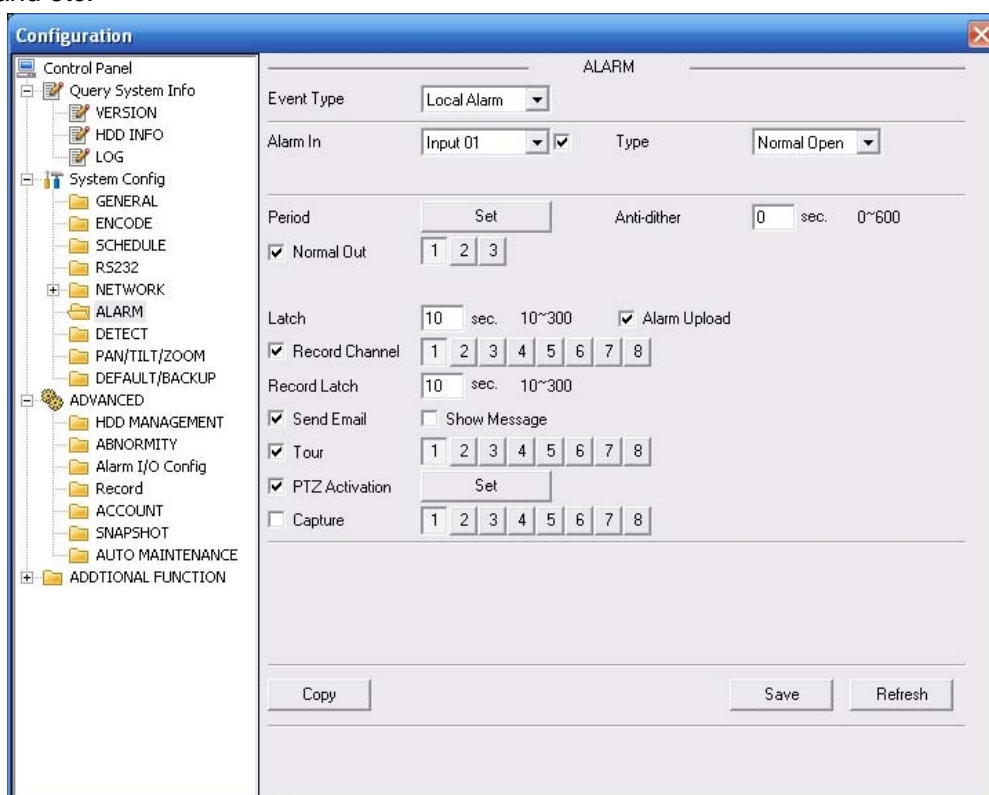 and etc.
Configuration
Control Panel
Query System Info
VERSION
HDD INFO
LOG
System Config
GENERAL
ENCODE
SCHEDULE
RS232
NETWORK
ALARM
DETECT
PAN/TILT/ZOOM
DEFAULT/BACKUP
ADVANCED
HDD MANAGEMENT
ABNORMITY
Alarm I/O Config
Record
ACCOUNT
SNAPSHOT
AUTO MAINTENANCE
ADDTIONAL FUNCTION
ALARM
Event Type Local Alarm
Alarm In Input 01 Type Normal Open
Period Set Anti-dither 0 sec. 0~600
Normal Out 1 2 3
Latch 10 sec. 10~300 Alarm Upload
Record Channel 1 2 3 4 5 6 7 8
Record Latch 10 sec. 10~300
Send Email Show Message
Tour 1 2 3 4 5 6 7 8
PTZ Activation Set
Capture 1 2 3 4 5 6 7 8
Copy Save Refresh